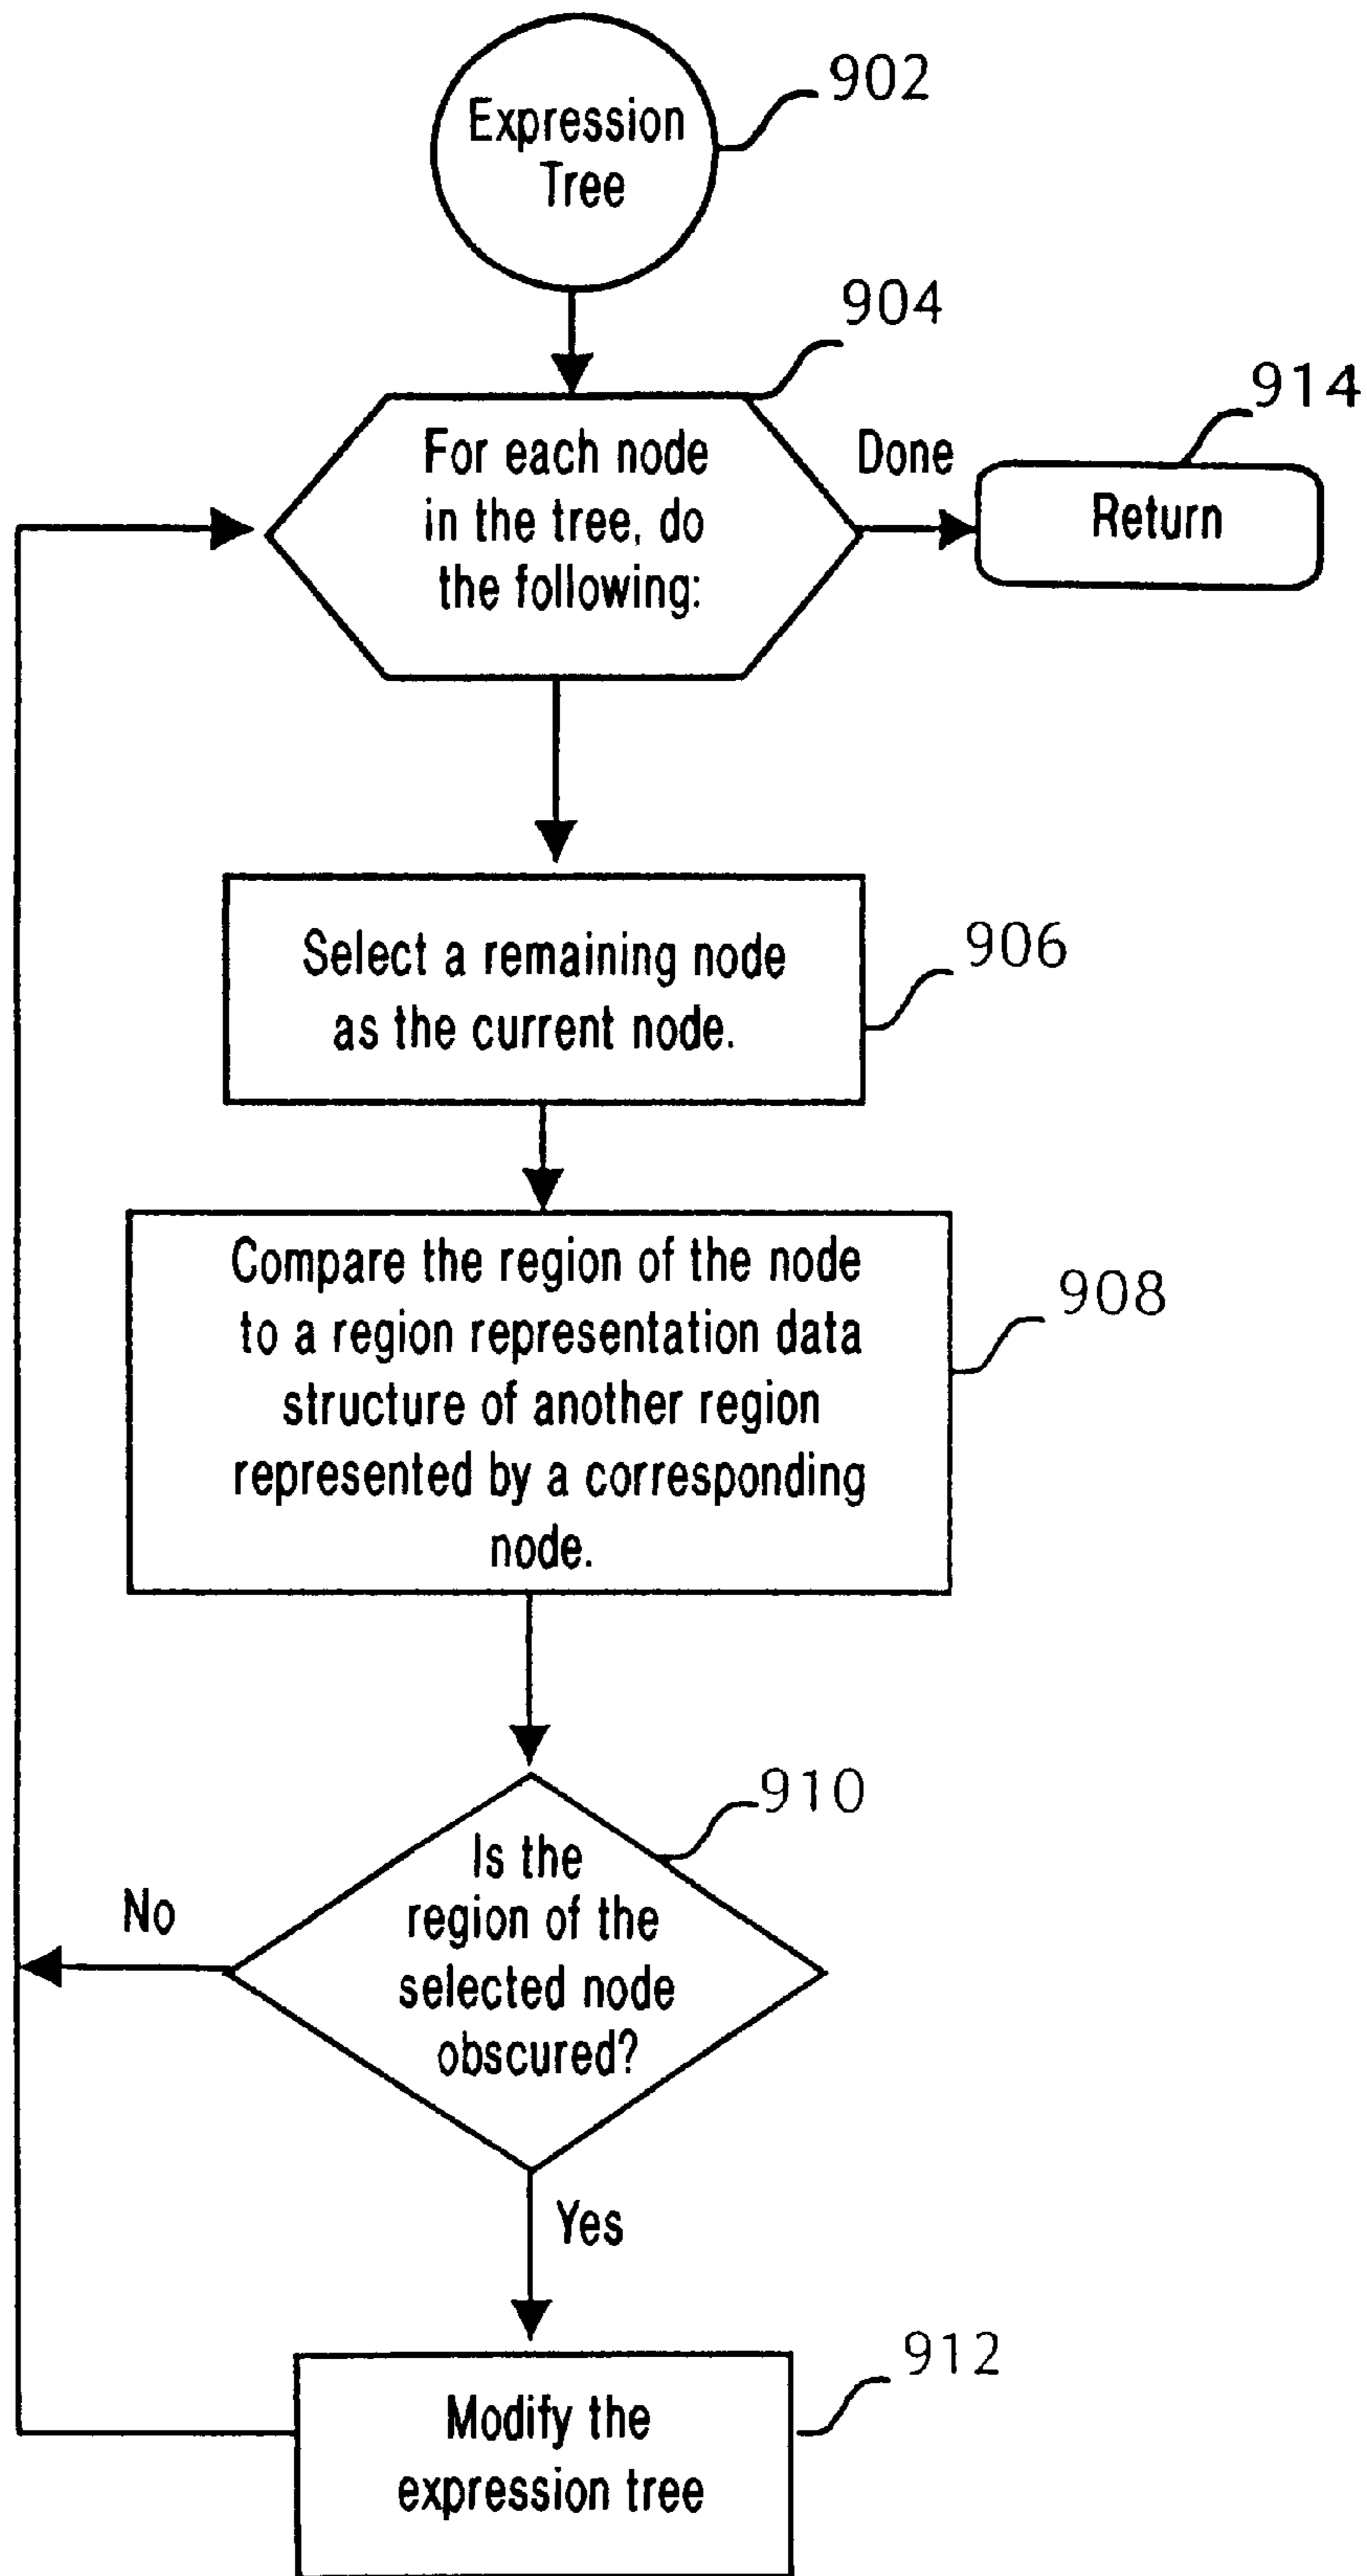 Expression
Tree
902
904
For each node
in the tree, do
the following:
Done
914
Return
Select a remaining node
as the current node.
906
Compare the region of the node
to a region representation data
structure of another region
represented by a corresponding
node.
908
910
Is the
region of the
selected node
obscured?
No
Yes
912
Modify the
expression tree